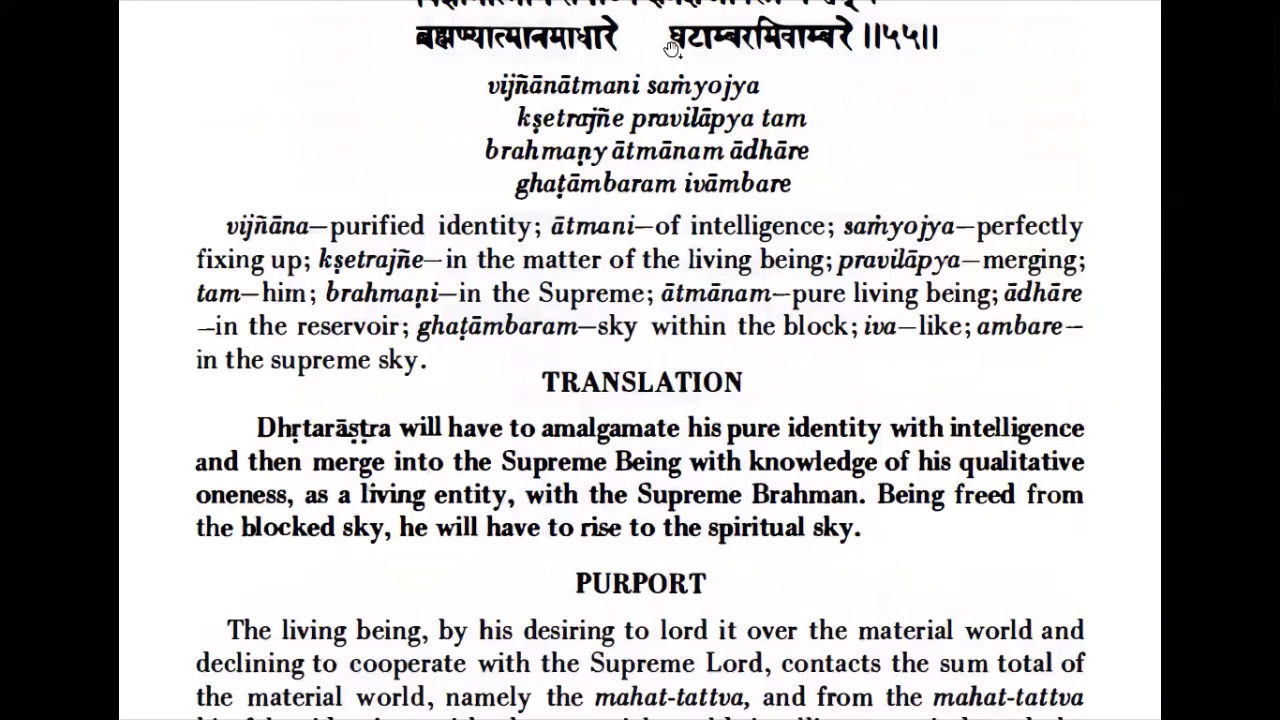 ब्रह्मण्यात्मानमाधारे घटाम्बरमिवाम्बरे ॥५५॥
vijñānātmani saṁyojya
kṣetrajñe pravilāpya tam
brahmaṇy ātmānam ādhāre
ghaṭāmbaram ivāmbare
vijñāna—purified identity; ātmani—of intelligence; saṁyojya—perfectly
fixing up; kṣetrajñe—in the matter of the living being; pravilāpya—merging;
tam—him; brahmaṇi—in the Supreme; ātmānam—pure living being; ādhāre
—in the reservoir; ghaṭāmbaram—sky within the block; iva—like; ambare—
in the supreme sky.
TRANSLATION
Dhṛtarāṣṭra will have to amalgamate his pure identity with intelligence
and then merge into the Supreme Being with knowledge of his qualitative
oneness, as a living entity, with the Supreme Brahman. Being freed from
the blocked sky, he will have to rise to the spiritual sky.
PURPORT
The living being, by his desiring to lord it over the material world and
declining to cooperate with the Supreme Lord, contacts the sum total of
the material world, namely the mahat-tattva, and from the mahat-tattva